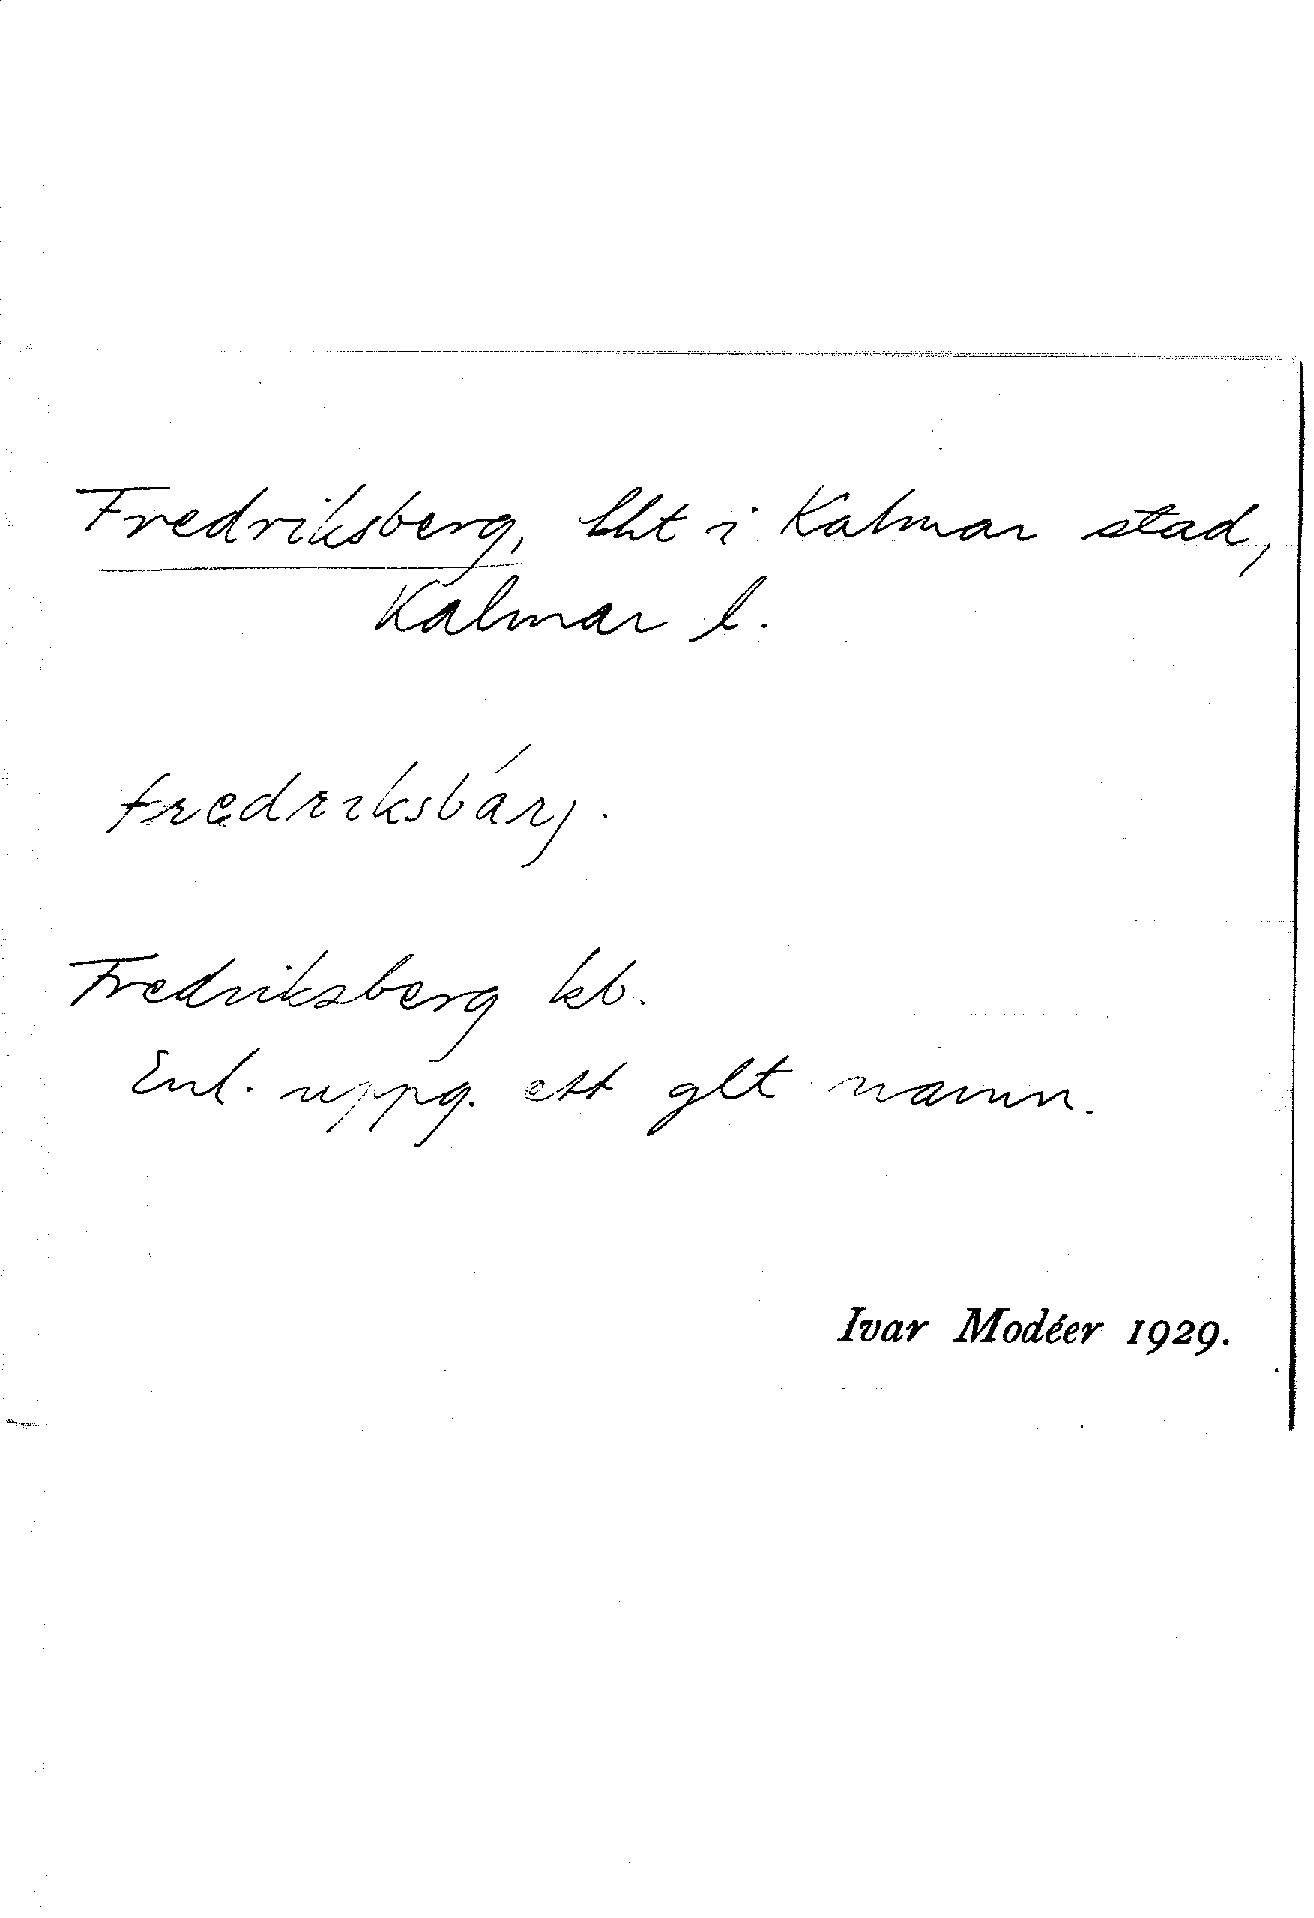 Fredriksberg, lht i Kalmar stad,
Kalmar l.
fredriksbárj.
Fredriksberg kb.
Enl. uppg. ett glt namn.
Ivar Modéer 1929.